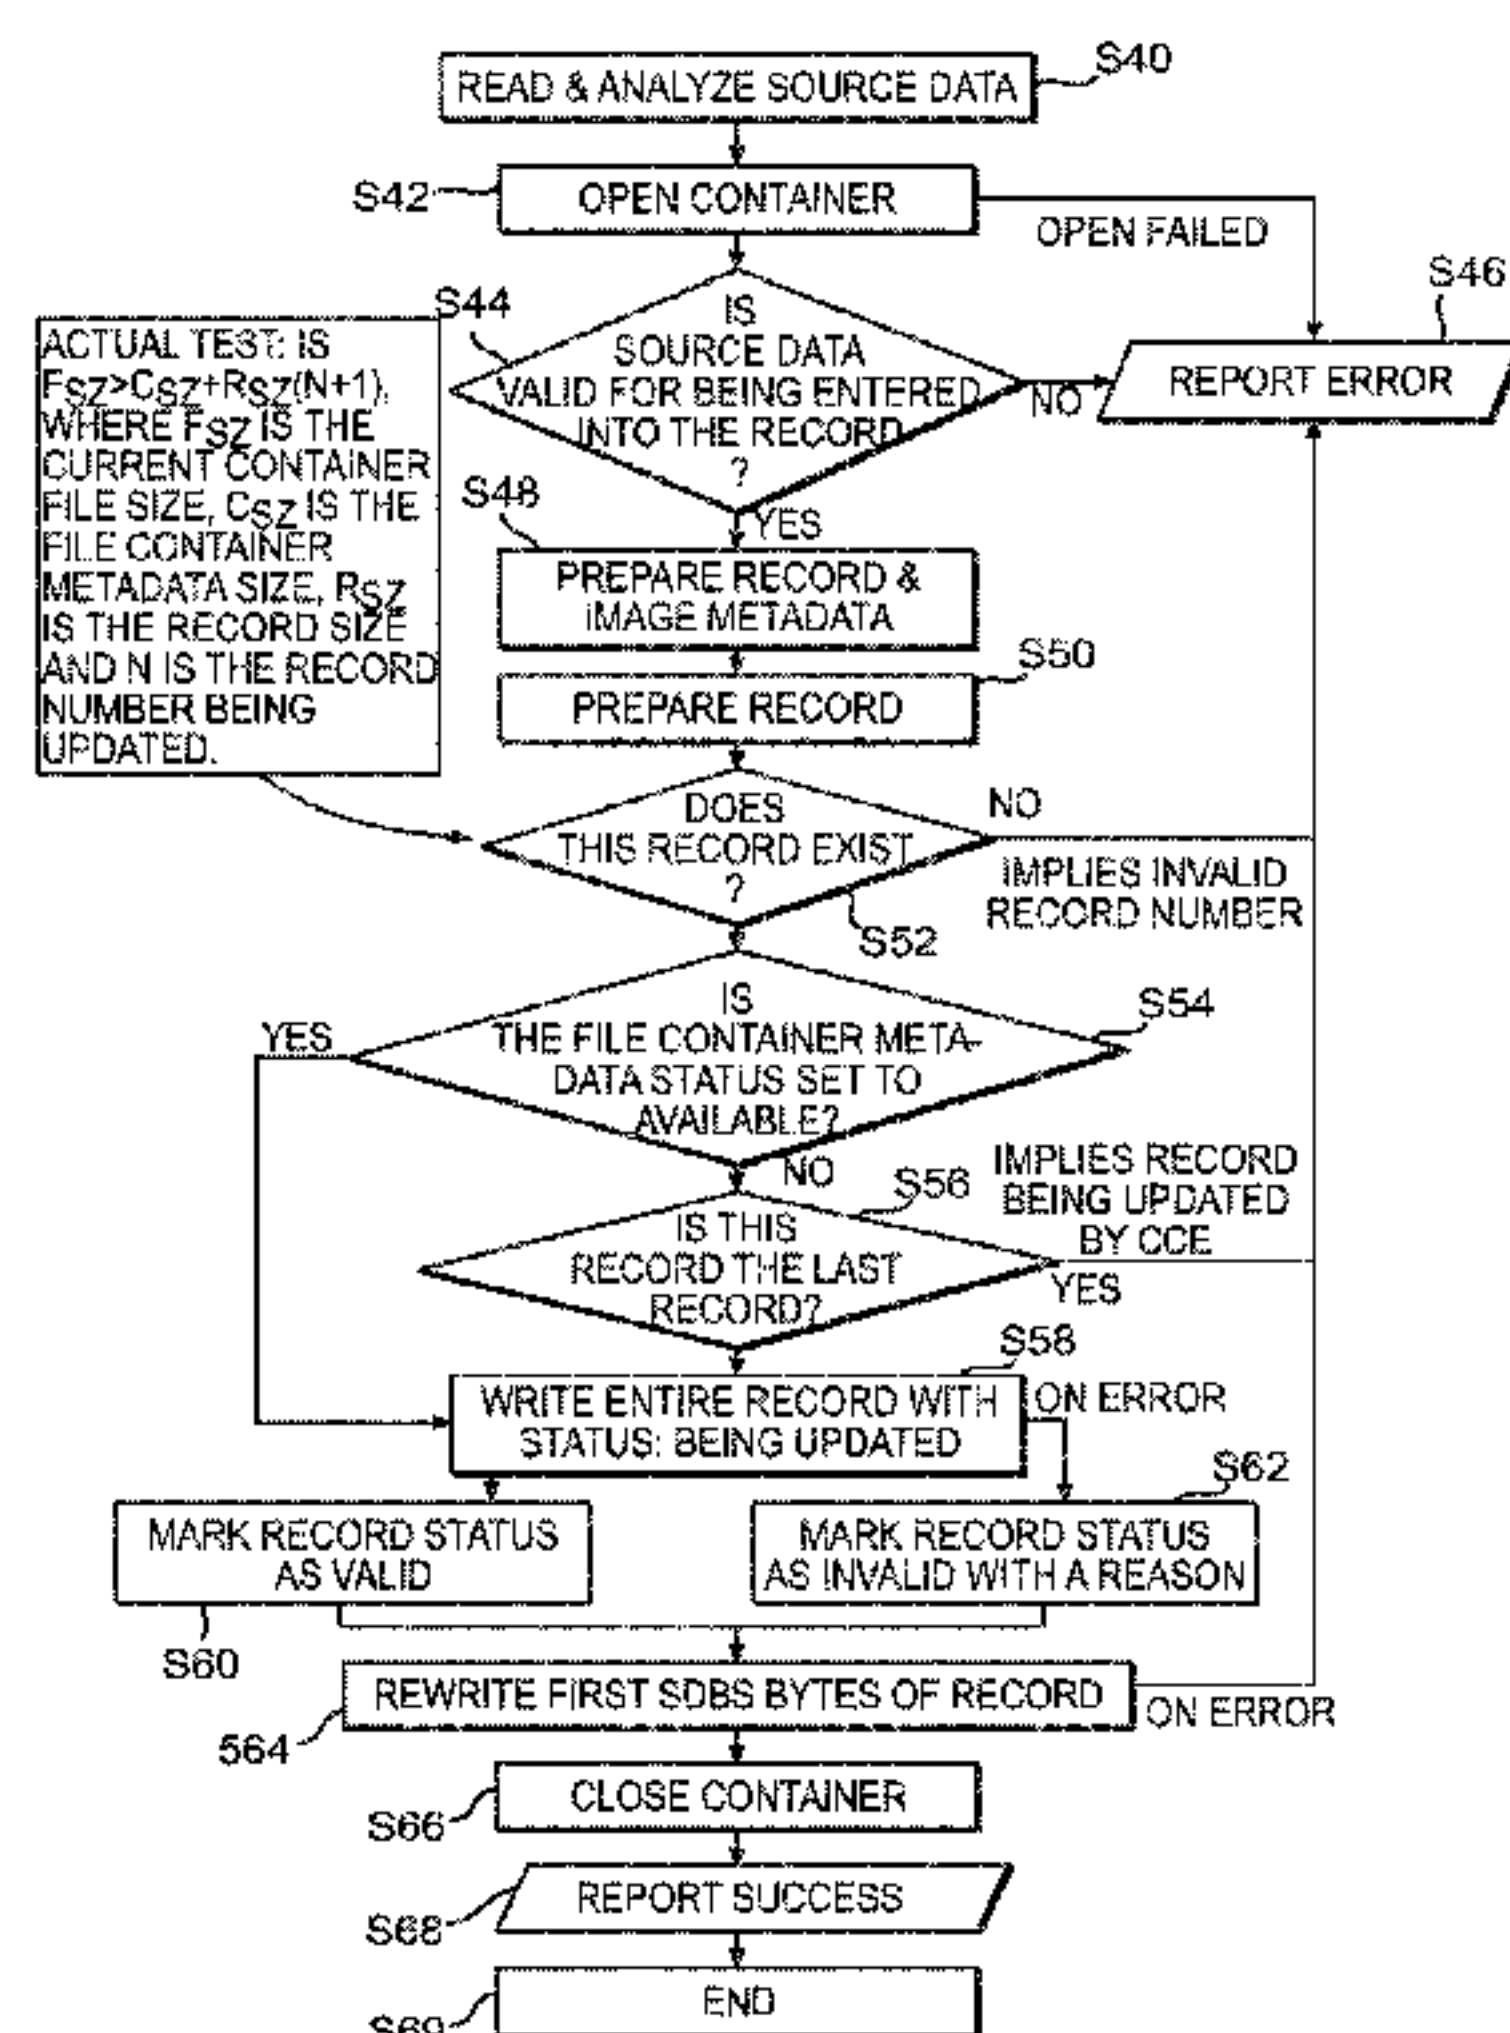 S40
READ & ANALYZE SOURCE DATA
S42
OPEN CONTAINER
OPEN FAILED
S46
REPORT ERROR
S44
IS
SOURCE DATA
VALID FOR BEING ENTERED
INTO THE RECORD
?
NO
YES
ACTUAL TEST: IS
FSZ>CSZ+RSZ(N+1),
WHERE FSZ IS THE
CURRENT CONTAINER
FILE SIZE, CSZ IS THE
FILE CONTAINER
METADATA SIZE, RSZ
IS THE RECORD SIZE
AND N IS THE RECORD
NUMBER BEING
UPDATED.
S48
PREPARE RECORD &
IMAGE METADATA
S50
PREPARE RECORD
DOES
THIS RECORD EXIST
?
NO
IMPLIES INVALID
RECORD NUMBER
S52
IS
THE FILE CONTAINER META-
DATA STATUS SET TO
AVAILABLE?
S54
YES
NO
S56
IS THIS
RECORD THE LAST
RECORD?
IMPLIES RECORD
BEING UPDATED
BY CCE
YES
S58
WRITE ENTIRE RECORD WITH
STATUS: BEING UPDATED
ON ERROR
S62
MARK RECORD STATUS
AS VALID
MARK RECORD STATUS
AS INVALID WITH A REASON
S60
REWRITE FIRST SDBS BYTES OF RECORD
ON ERROR
564
CLOSE CONTAINER
S66
REPORT SUCCESS
S68
END
S69